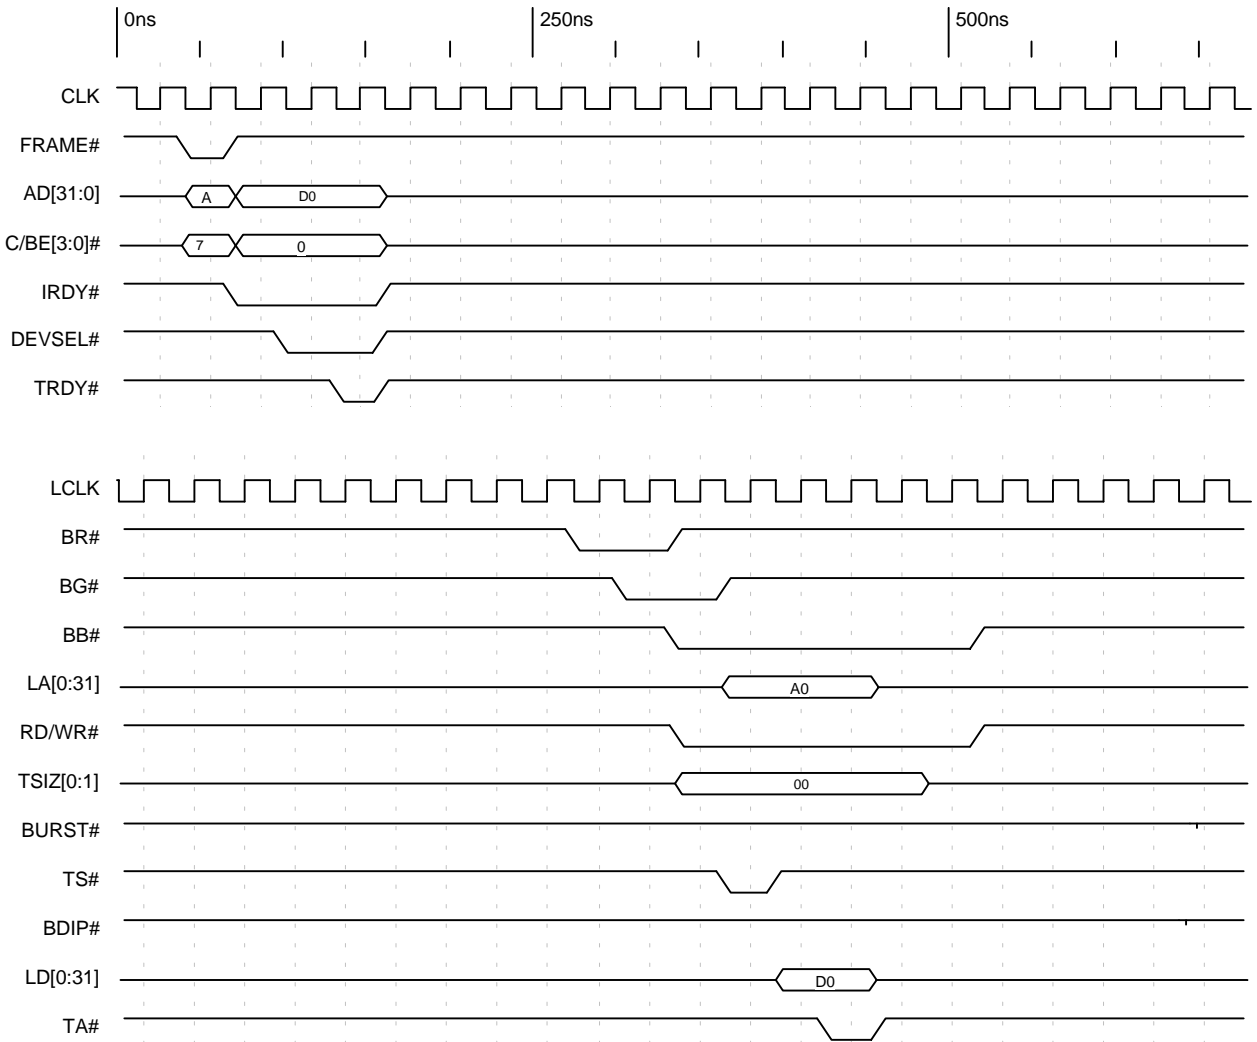 0ns 250ns 500ns
CLK
FRAME#
AD[31:0] A D0
C/BE[3:0]# 7 0
IRDY#
DEVSEL#
TRDY#
LCLK
BR#
BG#
BB#
LA[0:31] A0
RD/WR#
TSIZ[0:1] 00
BURST#
TS#
BDIP#
LD[0:31] D0
TA#